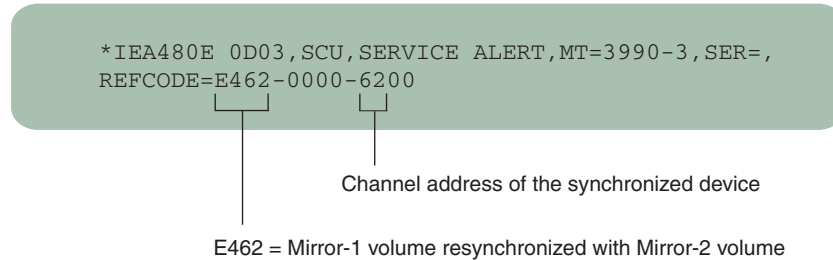 *IEA480E 0D03,SCU,SERVICE ALERT,MT=3990-3,SER=,
REFCODE=E462-0000-6200
Channel address of the synchronized device
E462 = Mirror-1 volume resynchronized with Mirror-2 volume